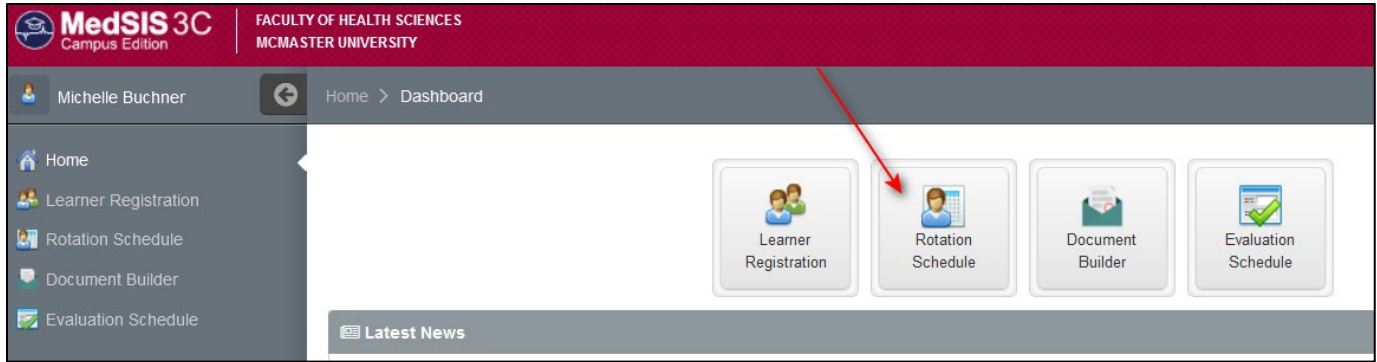 MedSIS 3C
Campus Edition
FACULTY OF HEALTH SCIENCES
MCMASTER UNIVERSITY
Michelle Buchner
Home > Dashboard
Home
Learner Registration
Rotation Schedule
Document Builder
Evaluation Schedule
Learner
Registration
Rotation
Schedule
Document
Builder
Evaluation
Schedule
Latest News